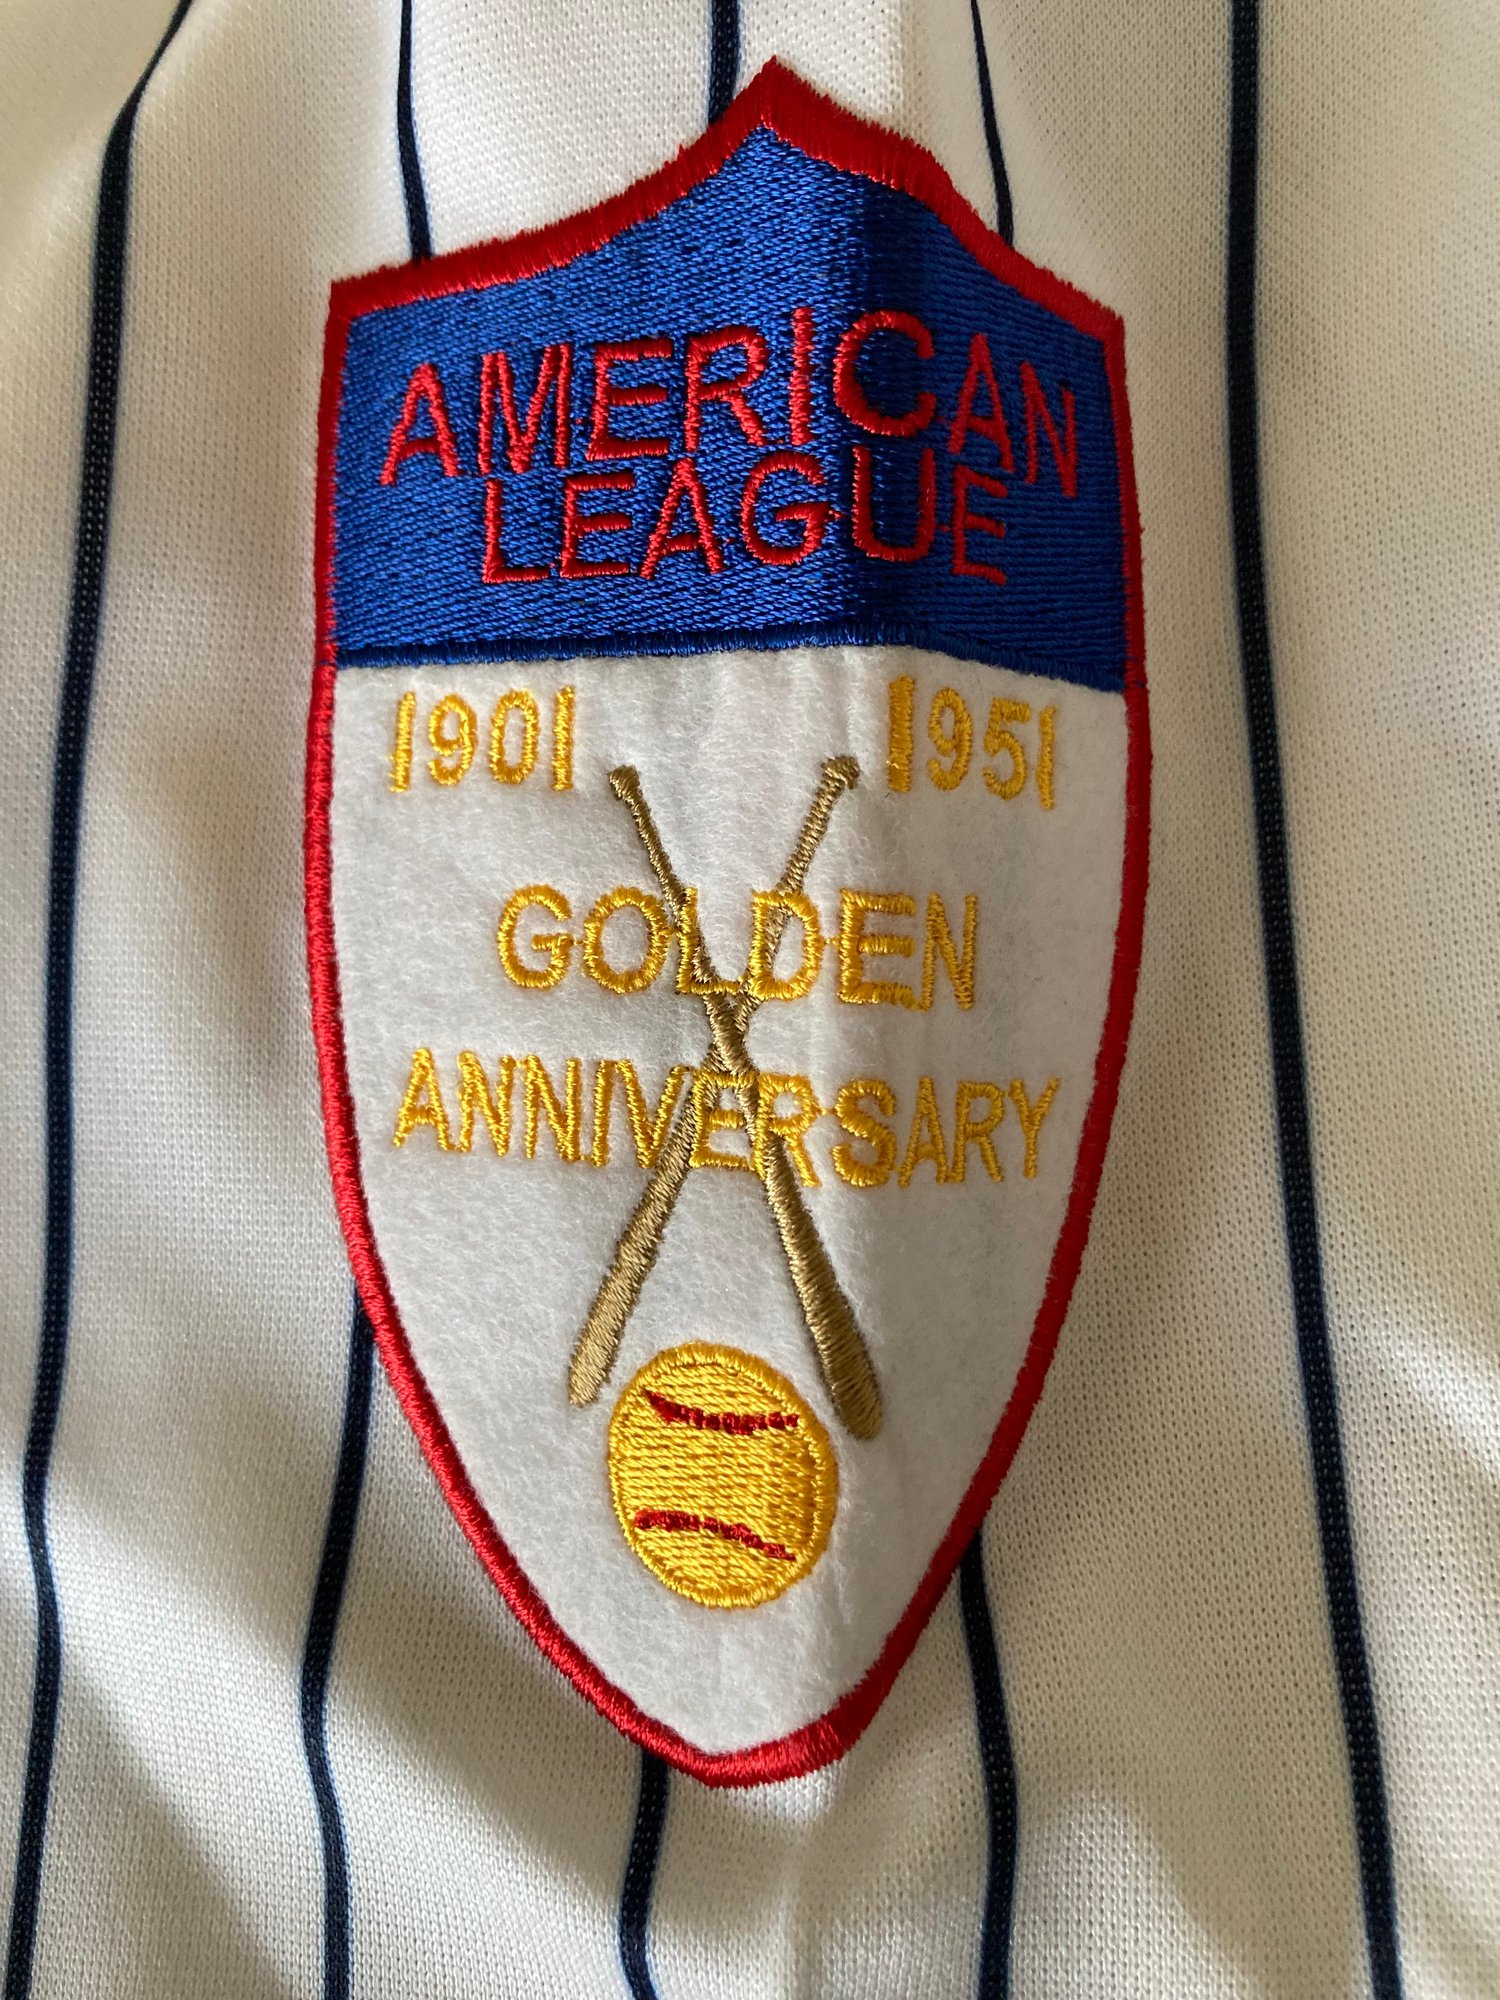 AMERICAN
LEAGUE
1901 1951
GOLDEN
ANNIVERSARY